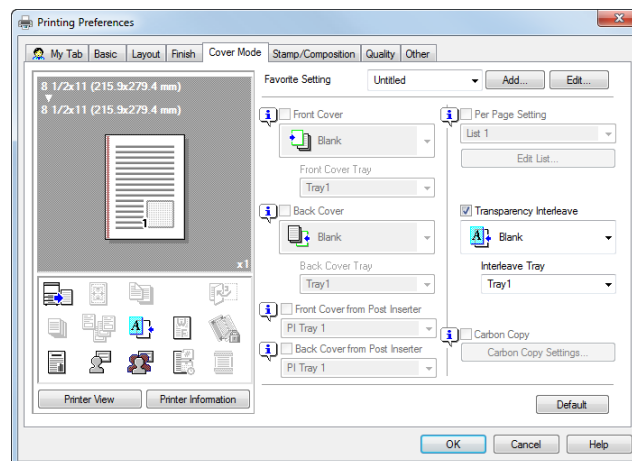 Printing Preferences
My Tab
Basic
Layout
Finish
Cover Mode
Stamp/Composition
Quality
Other
8 1/2x11 (215.9x279.4 mm)
8 1/2x11 (215.9x279.4 mm)
1
x1
Printer View
Printer Information
Favorite Setting
Untitled
Add...
Edit...
Front Cover
Blank
Front Cover Tray
Tray1
Back Cover
Blank
Back Cover Tray
Tray1
Front Cover from Post Inserter
PI Tray 1
Back Cover from Post Inserter
PI Tray 1
Per Page Setting
List 1
Edit List...
Transparency Interleave
A
Blank
Interleave Tray
Tray1
Carbon Copy
Carbon Copy Settings...
Default
OK
Cancel
Help